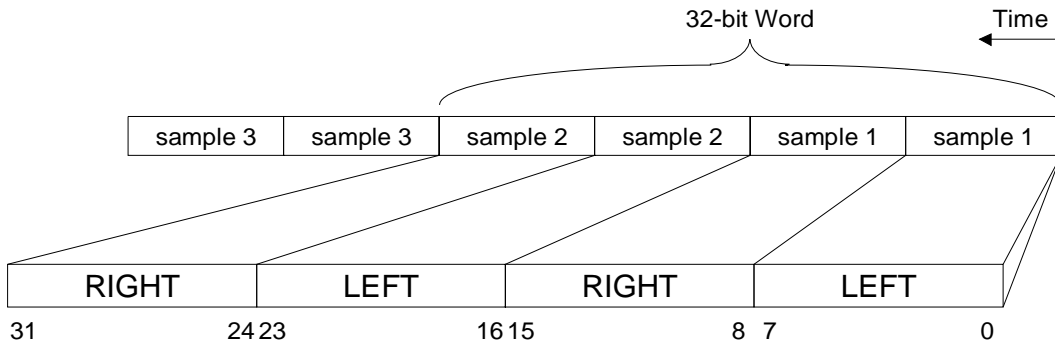 32-bit Word Time
sample 3 sample 3 sample 2 sample 2 sample 1 sample 1
RIGHT LEFT RIGHT LEFT
31 24 23 16 15 8 7 0